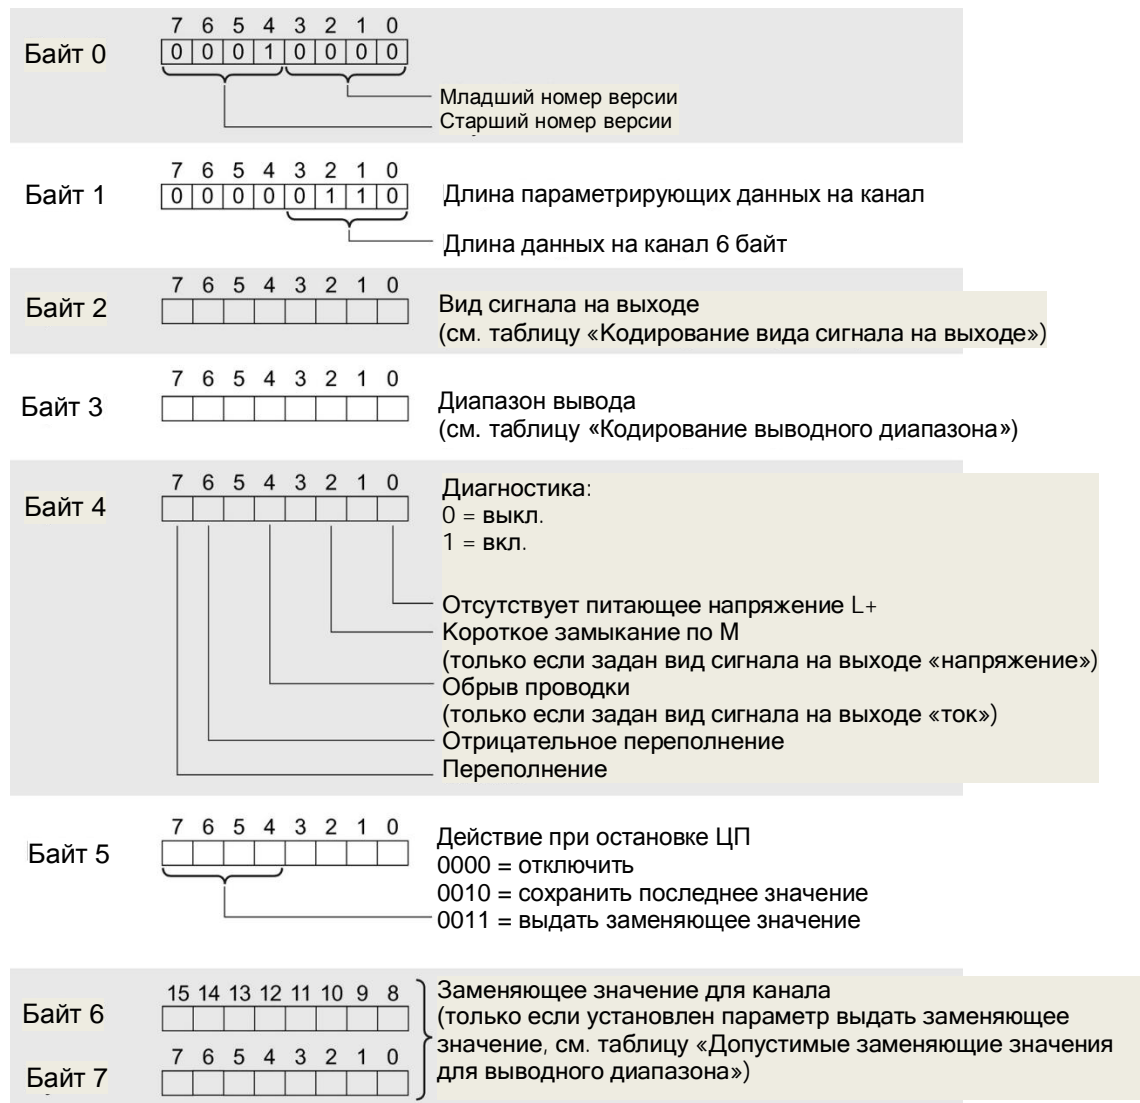 7 6 5 4 3 2 1 0
Байт 0
0 0 0 1 0 0 0 0
Младший номер версии
Старший номер версии
7 6 5 4 3 2 1 0
Байт 1
0 0 0 0 0 1 1 0
Длина параметрирующих данных на канал
Длина данных на канал 6 байт
7 6 5 4 3 2 1 0
Байт 2
Вид сигнала на выходе
(см. таблицу «Кодирование вида сигнала на выходе»)
7 6 5 4 3 2 1 0
Байт 3
Диапазон вывода
(см. таблицу «Кодирование выводного диапазона»)
7 6 5 4 3 2 1 0
Байт 4
Диагностика:
0 = выкл.
1 = вкл.
Отсутствует питающее напряжение L+
Короткое замыкание по М
(только если задан вид сигнала на выходе «напряжение»)
Обрыв проводки
(только если задан вид сигнала на выходе «ток»)
Отрицательное переполнение
Переполнение
7 6 5 4 3 2 1 0
Байт 5
Действие при остановке ЦП
0000 = отключить
0010 = сохранить последнее значение
0011 = выдать заменяющее значение
15 14 13 12 11 10 9 8
Байт 6
7 6 5 4 3 2 1 0
Байт 7
Заменяющее значение для канала
(только если установлен параметр выдать заменяющее
значение, см. таблицу «Допустимые заменяющие значения
для выводного диапазона»)